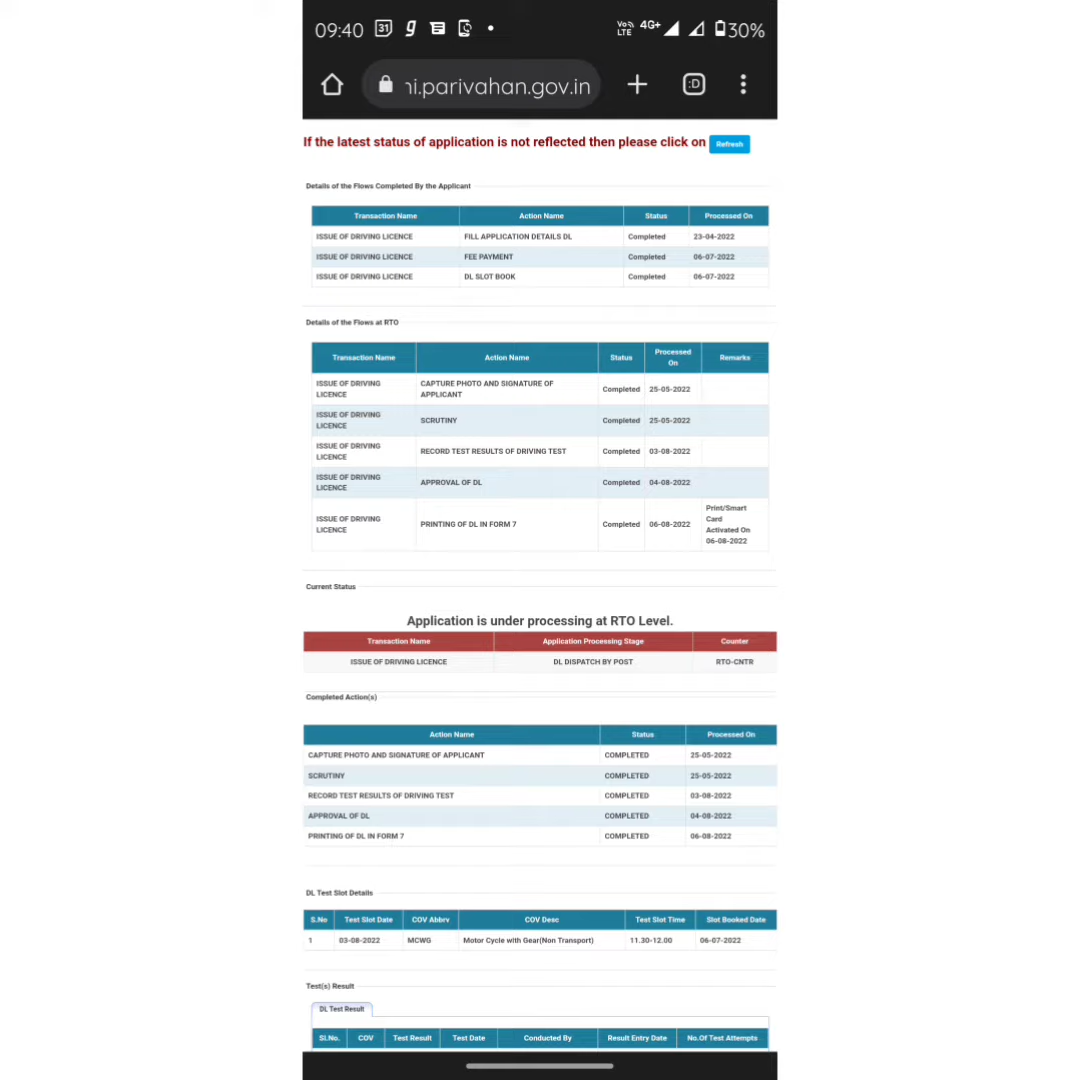 09:40 31 g Vo LTE 4G+ 30%
ni.parivahan.gov.in :D
If the latest status of application is not reflected then please click on Refresh
Details of the Flows Completed By the Applicant
Transaction Name Action Name Status Processed On
ISSUE OF DRIVING LICENCE FILL APPLICATION DETAILS DL Completed 23-04-2022
ISSUE OF DRIVING LICENCE FEE PAYMENT Completed 06-07-2022
ISSUE OF DRIVING LICENCE DL SLOT BOOK Completed 06-07-2022
Details of the Flows at RTO
Transaction Name Action Name Status Processed On Remarks
ISSUE OF DRIVING LICENCE CAPTURE PHOTO AND SIGNATURE OF APPLICANT Completed 25-05-2022
ISSUE OF DRIVING LICENCE SCRUTINY Completed 25-05-2022
ISSUE OF DRIVING LICENCE RECORD TEST RESULTS OF DRIVING TEST Completed 03-08-2022
ISSUE OF DRIVING LICENCE APPROVAL OF DL Completed 04-08-2022
ISSUE OF DRIVING LICENCE PRINTING OF DL IN FORM 7 Completed 06-08-2022 Print/Smart Card Activated On 06-08-2022
Current Status
Application is under processing at RTO Level.
Transaction Name Application Processing Stage Counter
ISSUE OF DRIVING LICENCE DL DISPATCH BY POST RTO-CNTR
Completed Action(s)
Action Name Status Processed On
CAPTURE PHOTO AND SIGNATURE OF APPLICANT COMPLETED 25-05-2022
SCRUTINY COMPLETED 25-05-2022
RECORD TEST RESULTS OF DRIVING TEST COMPLETED 03-08-2022
APPROVAL OF DL COMPLETED 04-08-2022
PRINTING OF DL IN FORM 7 COMPLETED 06-08-2022
DL Test Slot Details
S.No Test Slot Date COV Abbrv COV Desc Test Slot Time Slot Booked Date
1 03-08-2022 MCWG Motor Cycle with Gear(Non Transport) 11.30-12.00 06-07-2022
Test(s) Result
DL Test Result
Sl.No. COV Test Result Test Date Conducted By Result Entry Date No.Of Test Attempts